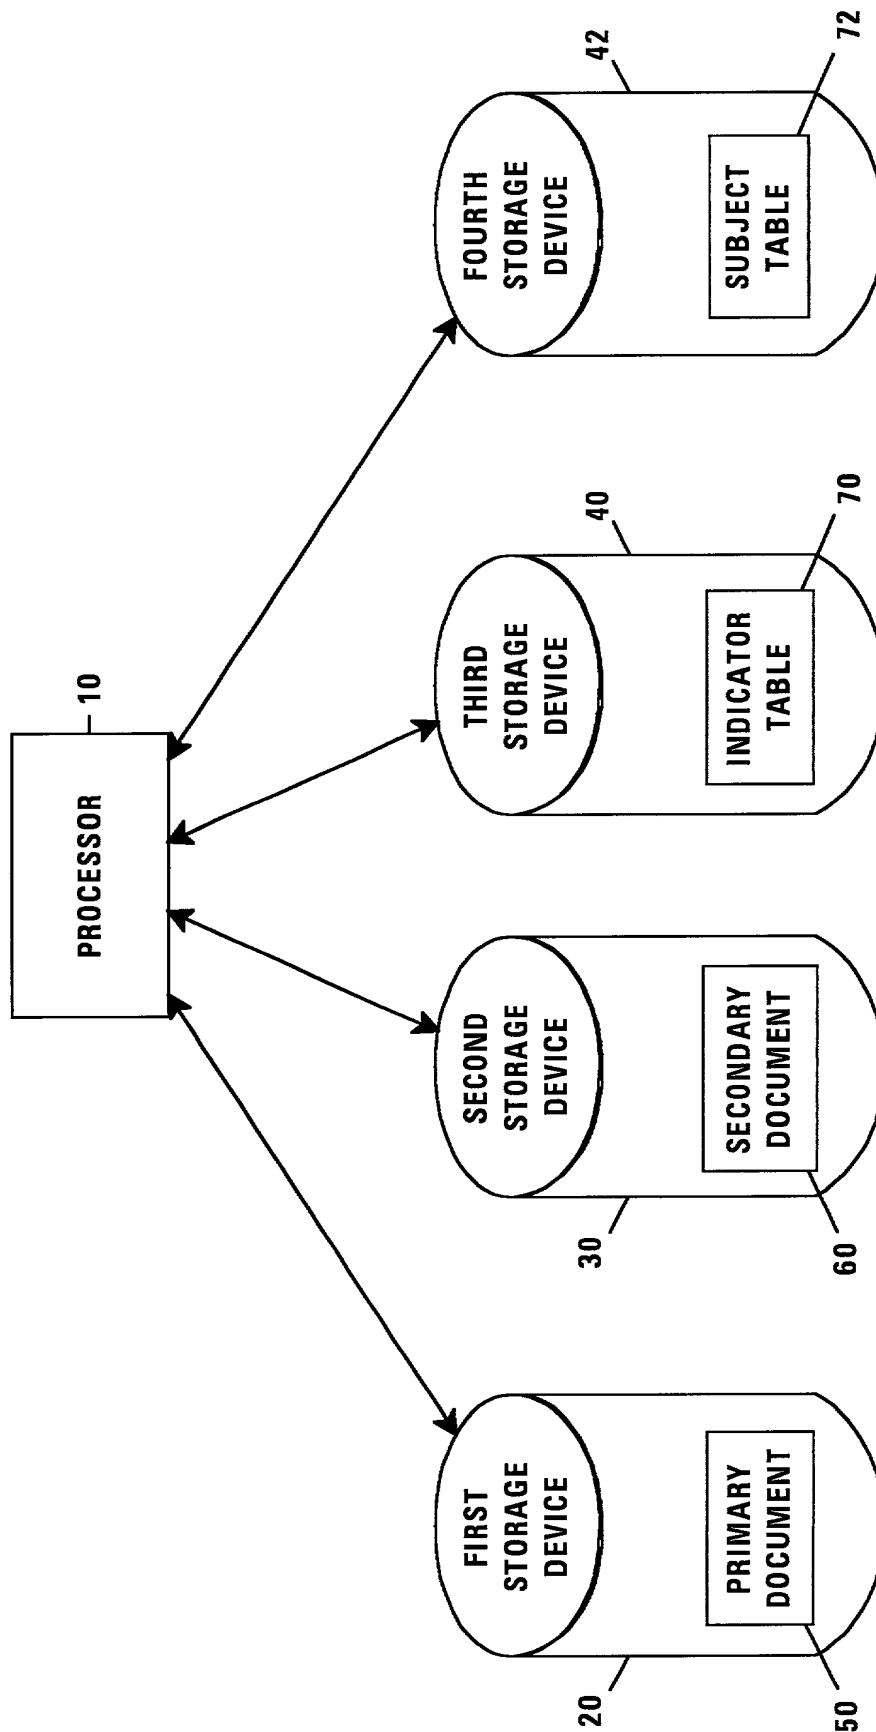 PROCESSOR
10
FIRST
STORAGE
DEVICE
20
PRIMARY
DOCUMENT
50
SECOND
STORAGE
DEVICE
30
SECONDARY
DOCUMENT
60
THIRD
STORAGE
DEVICE
40
INDICATOR
TABLE
70
FOURTH
STORAGE
DEVICE
42
SUBJECT
TABLE
72